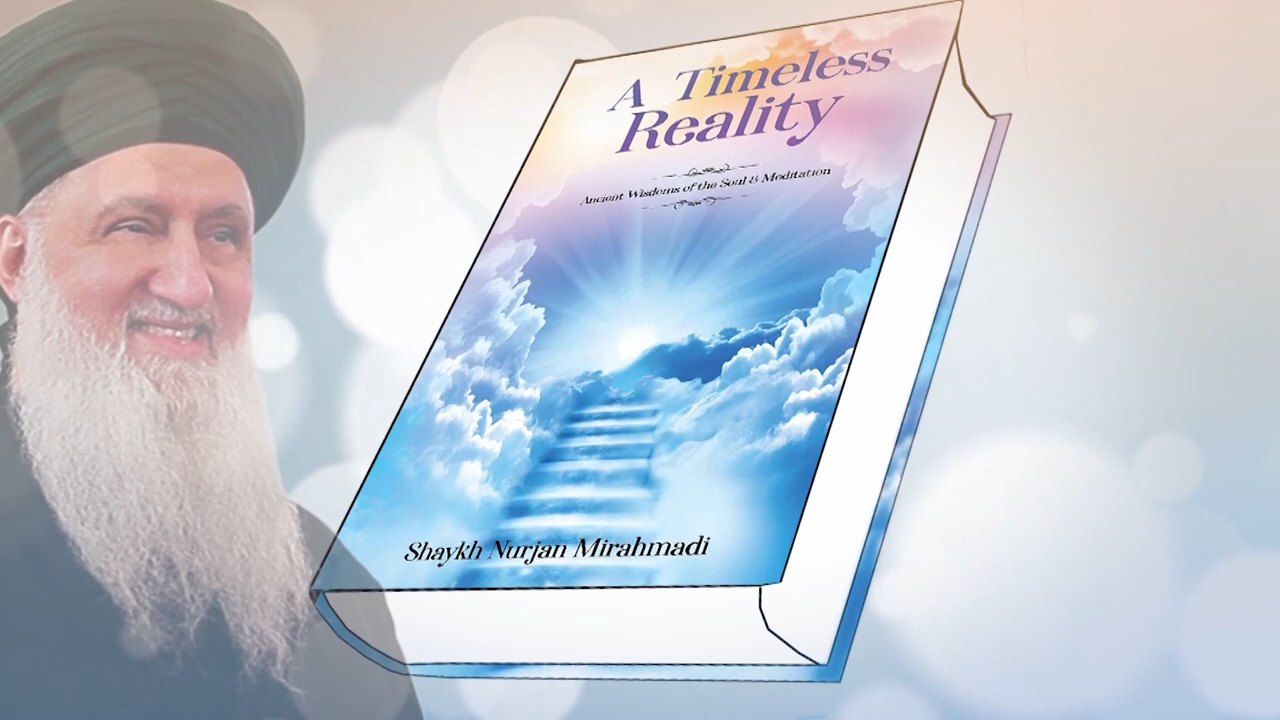 A Timeless
Reality
Ancient Wisdoms of the Soul & Meditation
Shaykh Nurjan Mirahmadi